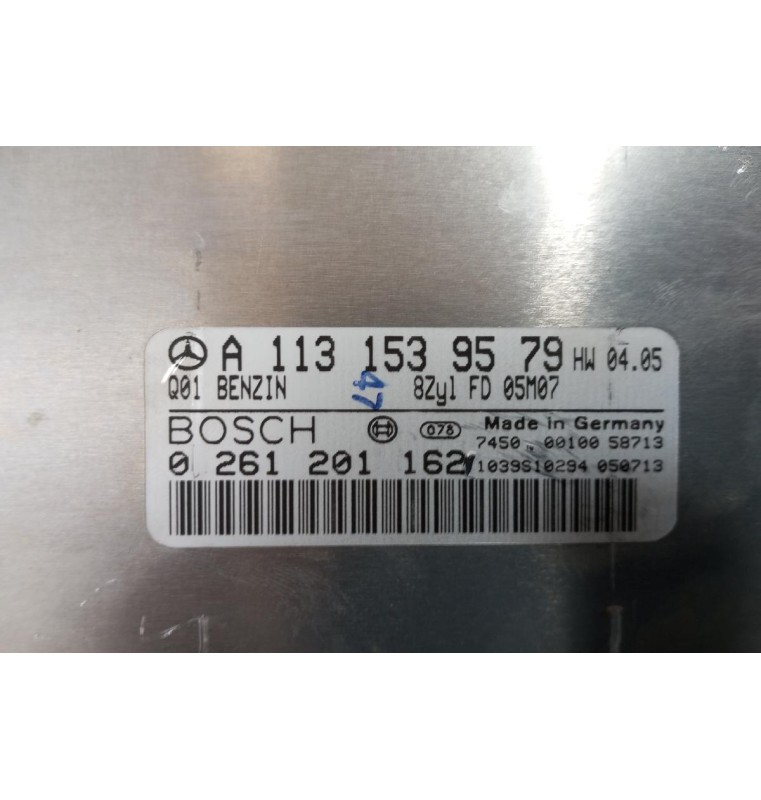 A 113 153 95 79 HW 04.05
Q01 BENZIN 8Zyl FD 05M07
47
BOSCH 078 Made in Germany
7450 00100 58713
0 261 201 162 1039S10294 050713